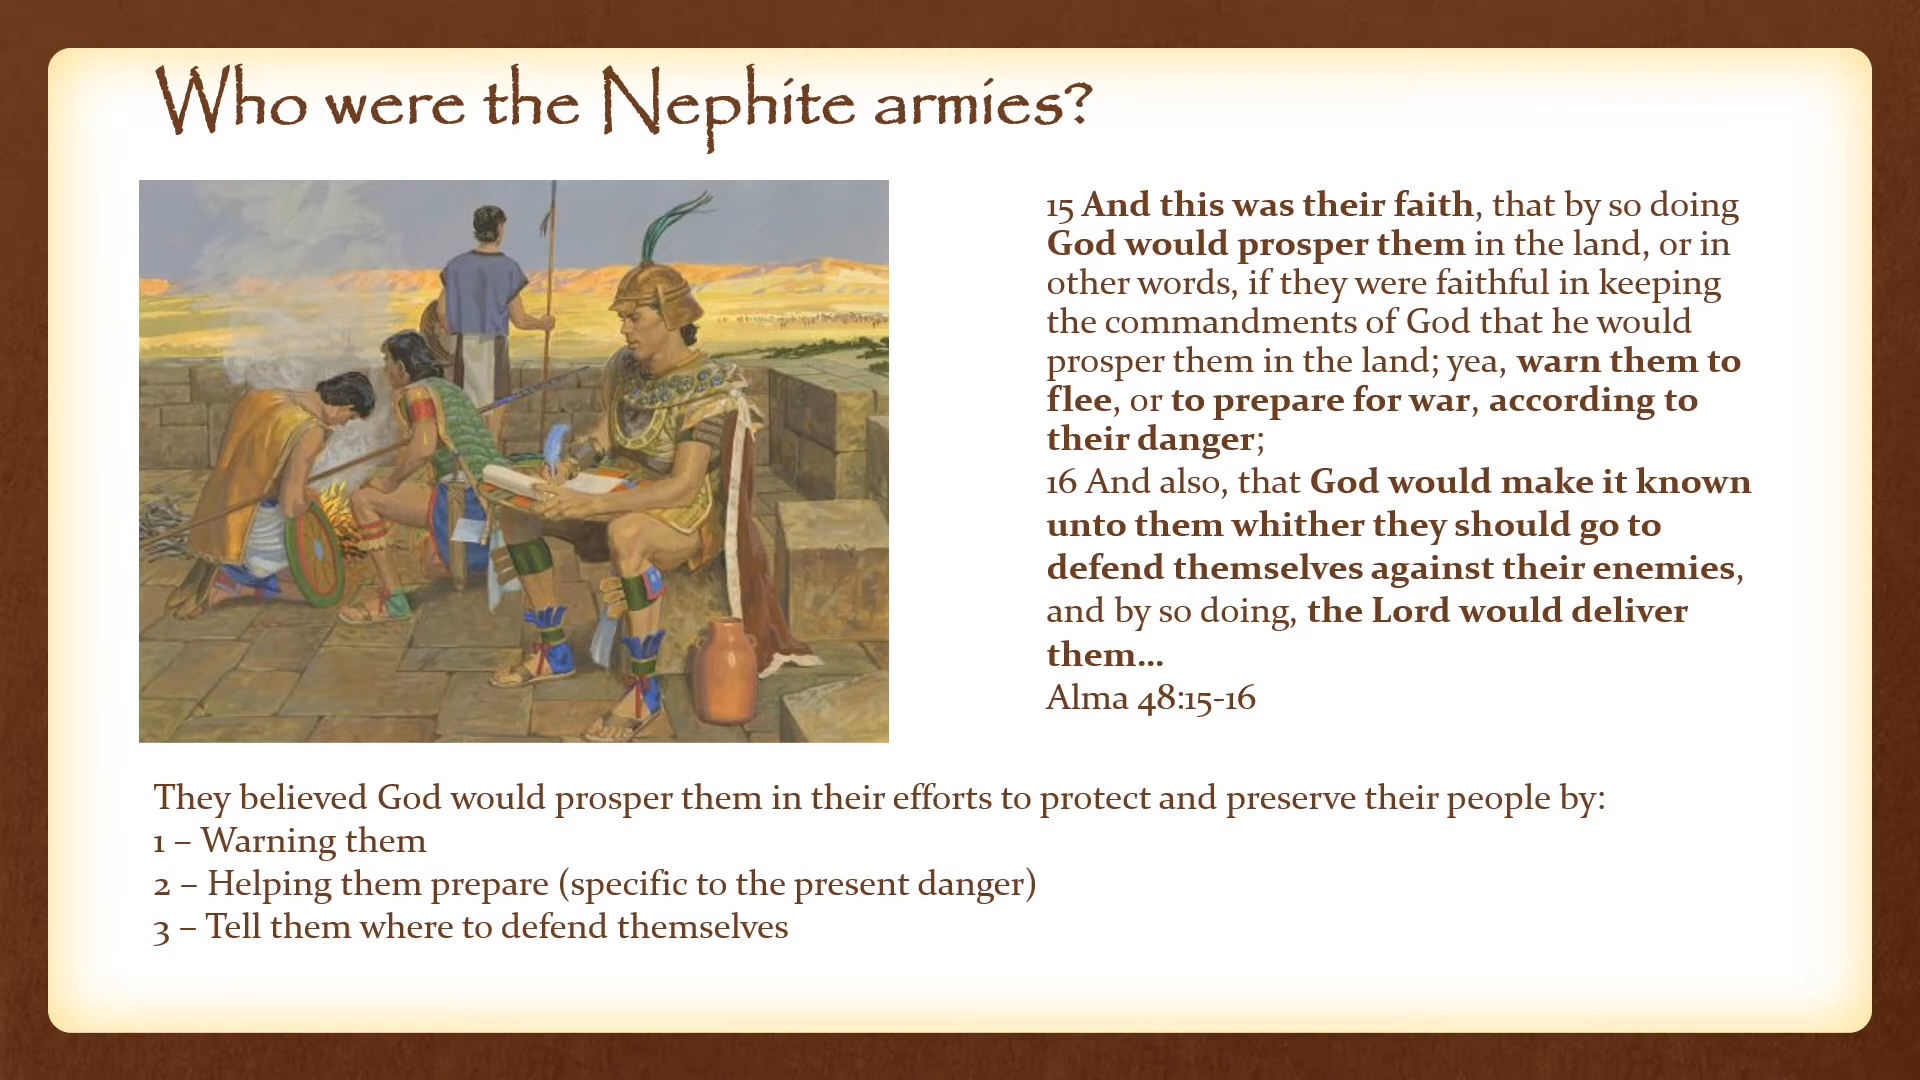 Who were the Nephite armies?
15 And this was their faith, that by so doing
God would prosper them in the land, or in
other words, if they were faithful in keeping
the commandments of God that he would
prosper them in the land; yea, warn them to
flee, or to prepare for war, according to
their danger;
16 And also, that God would make it known
unto them whither they should go to
defend themselves against their enemies,
and by so doing, the Lord would deliver
them...
Alma 48:15-16
They believed God would prosper them in their efforts to protect and preserve their people by:
1 – Warning them
2 – Helping them prepare (specific to the present danger)
3 – Tell them where to defend themselves